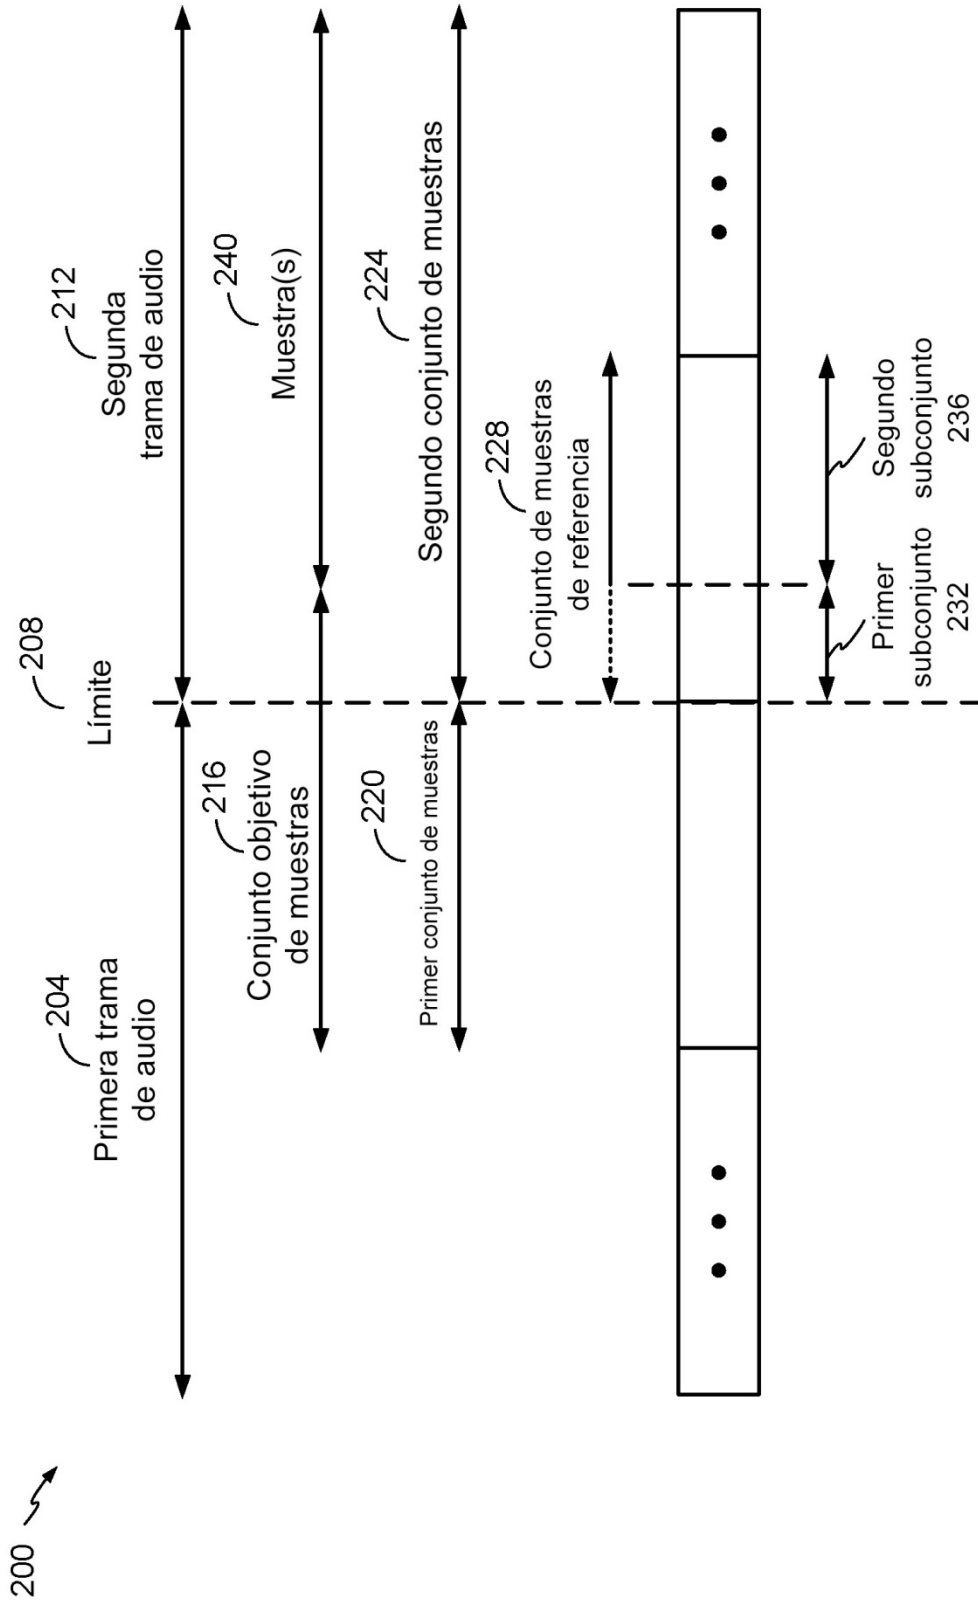 200
204
Primera trama
de audio
208
Límite
212
Segunda
trama de audio
216
Conjunto objetivo
de muestras
240
Muestra(s)
220
Primer conjunto de muestras
224
Segundo conjunto de muestras
228
Conjunto de muestras
de referencia
Primer
subconjunto
232
Segundo
subconjunto
236